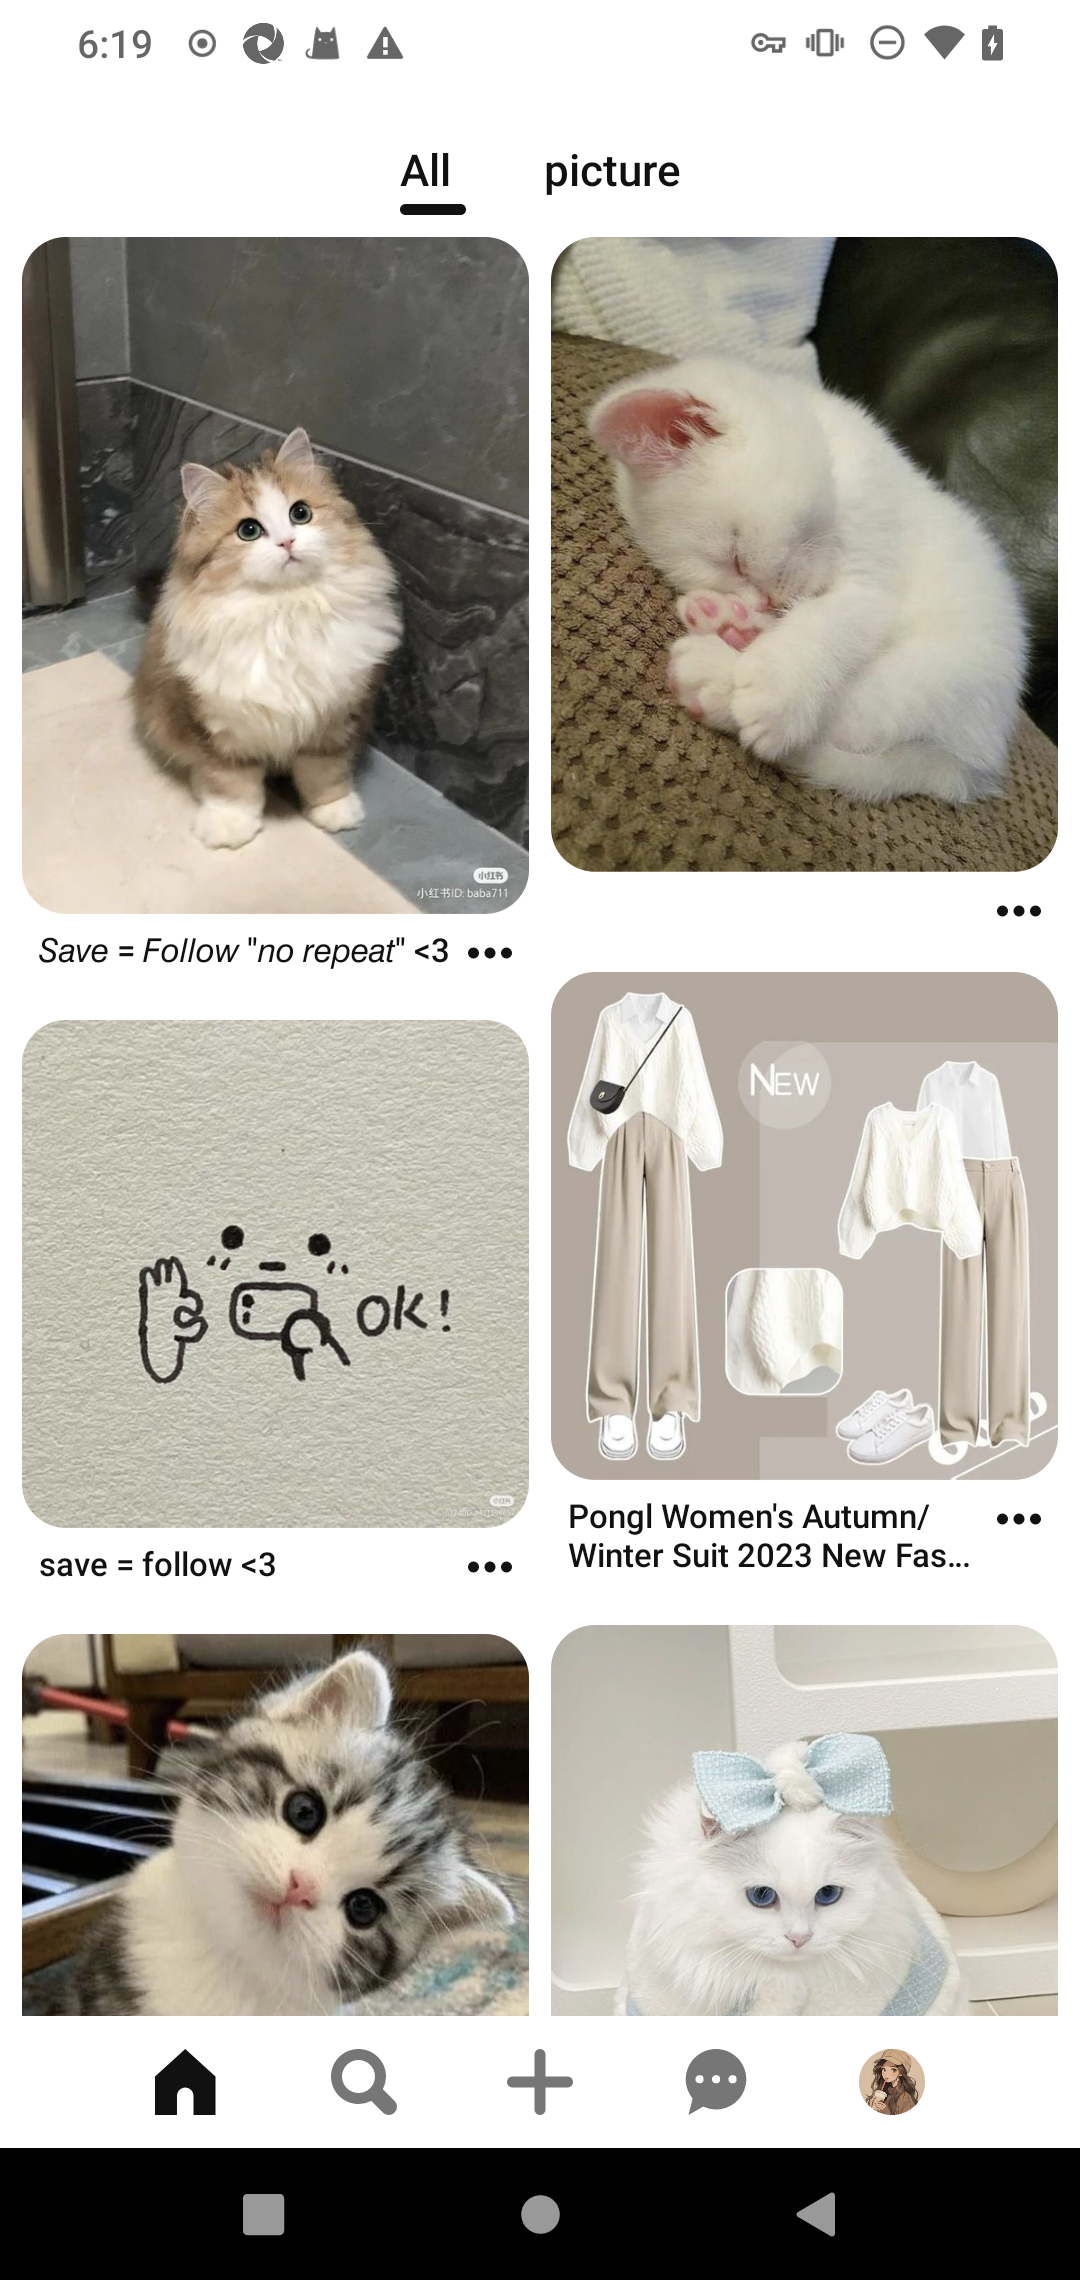 6:19
All
picture
小红书
小红书ID: baba711
Save = Follow "no repeat" <3
NEW
OK!
小红书
save = follow <3
Pongl Women's Autumn/
Winter Suit 2023 New Fas...